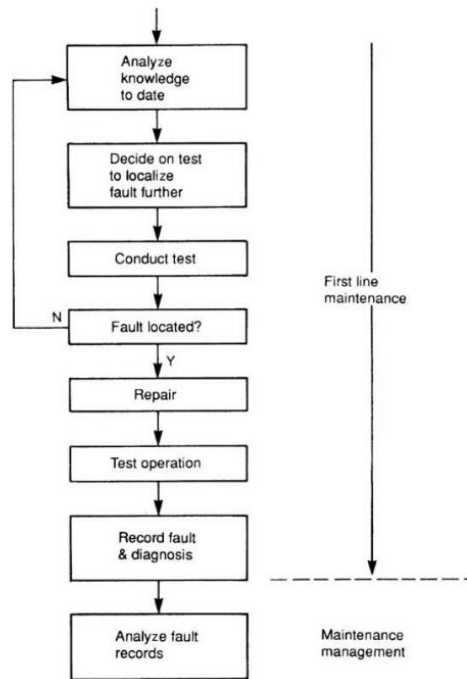 Analyze
knowledge
to date
Decide on test
to localize
fault further
Conduct test
First line
maintenance
N
Fault located?
Y
Repair
Test operation
Record fault
& diagnosis
Analyze fault
records
Maintenance
management